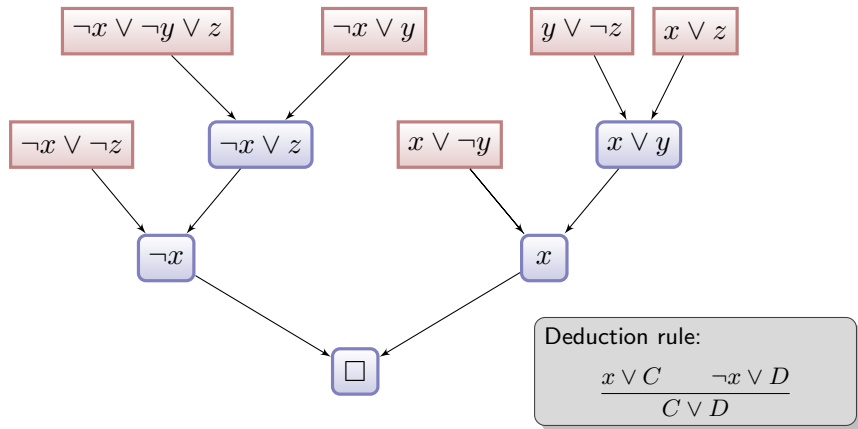 ¬x ∨ ¬y ∨ z ¬x ∨ y y ∨ ¬z x ∨ z
¬x ∨ ¬z ¬x ∨ z x ∨ ¬y x ∨ y
¬x x
□
Deduction rule:
x ∨ C ¬x ∨ D
C ∨ D